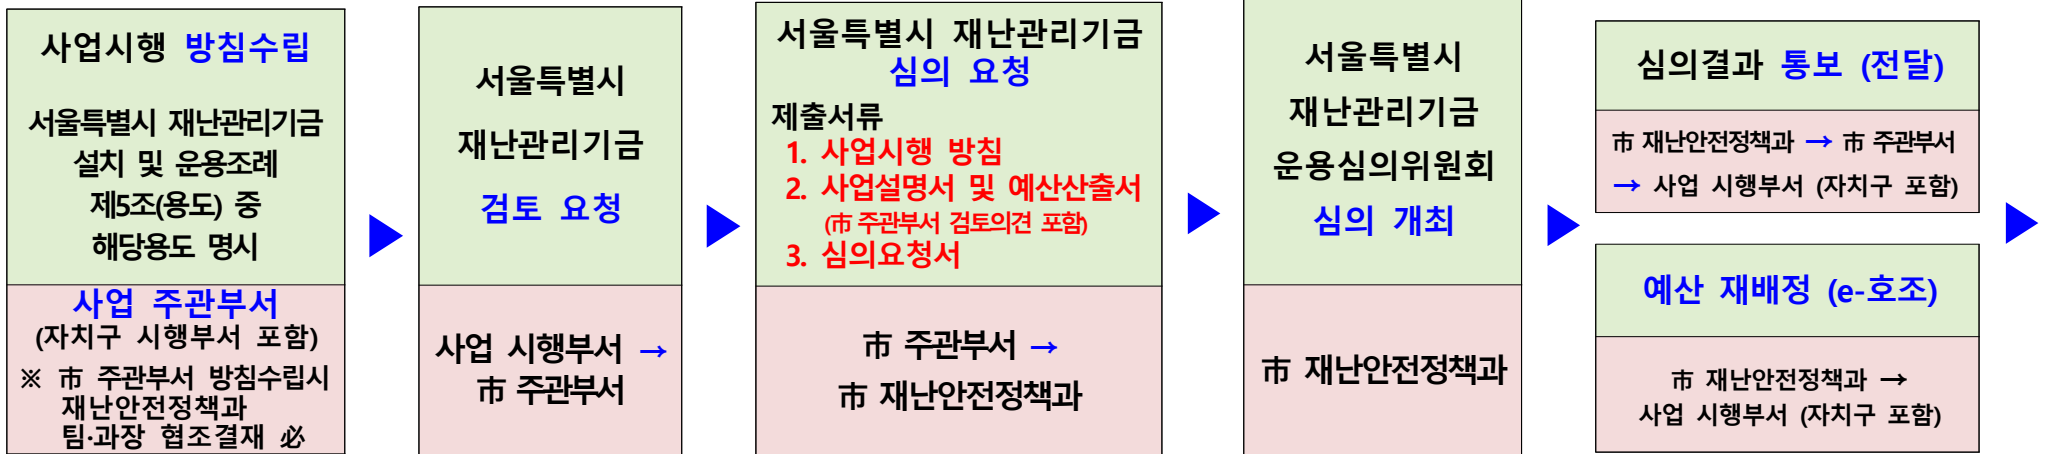 사업시행 방침수립
서울특별시 재난관리기금
설치 및 운용조례
제5조(용도) 중
해당용도 명시
사업 주관부서
(자치구 시행부서 포함)
※ 市 주관부서 방침수립시
재난안전정책과
팀·과장 협조결재 必
서울특별시
재난관리기금
검토 요청
사업 시행부서 →
市 주관부서
서울특별시 재난관리기금
심의 요청
제출서류
1. 사업시행 방침
2. 사업설명서 및 예산산출서
(市 주관부서 검토의견 포함)
3. 심의요청서
市 주관부서 →
市 재난안전정책과
서울특별시
재난관리기금
운용심의위원회
심의 개최
市 재난안전정책과
심의결과 통보 (전달)
市 재난안전정책과 → 市 주관부서
→ 사업 시행부서 (자치구 포함)
예산 재배정 (e-호조)
市 재난안전정책과 →
사업 시행부서 (자치구 포함)